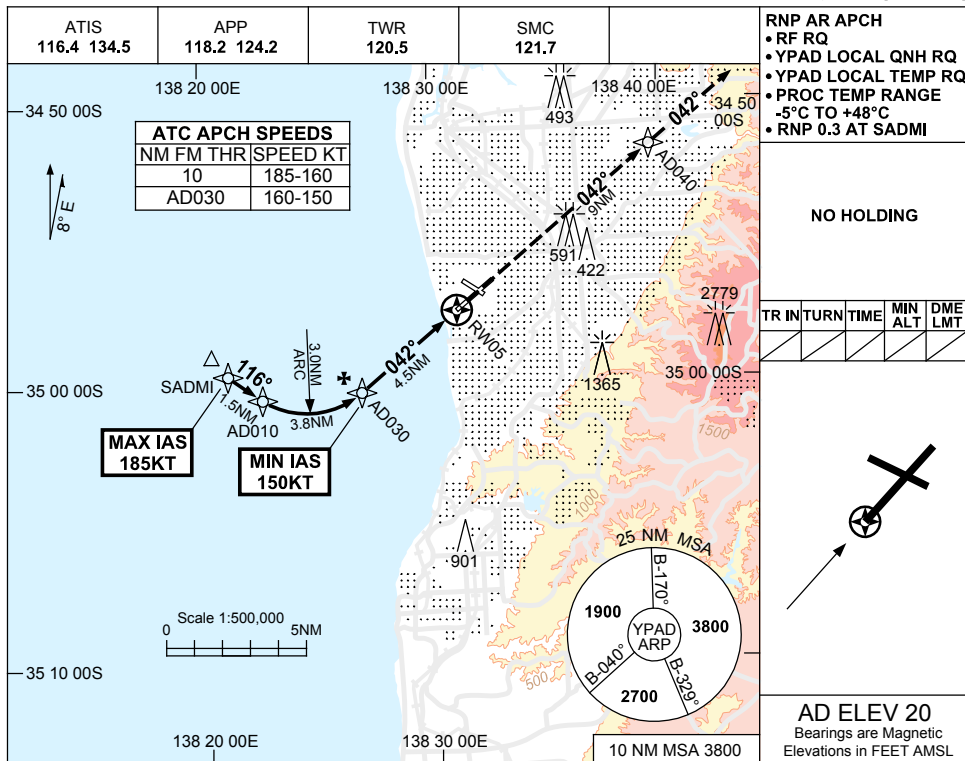 ATIS
116.4 134.5
APP
118.2 124.2
TWR
120.5
SMC
121.7
RNP AR APCH
• RF RQ
• YPAD LOCAL QNH RQ
• YPAD LOCAL TEMP RQ
• PROC TEMP RANGE
-5°C TO +48°C
• RNP 0.3 AT SADMI
NO HOLDING
TR IN TURN TIME MIN ALT DME LMT
138 20 00E
138 30 00E
138 40 00E
34 50 00S
34 50
00S
ATC APCH SPEEDS
NM FM THR SPEED KT
10 185-160
AD030 160-150
8° E
493
042°
AD040
042°
9NM
591
422
2779
RW05
042°
4.5NM
1365
35 00 00S
35 00 00S
SADMI
116°
1.5NM
AD010
3.0NM
ARC
3.8NM
AD030
MAX IAS
185KT
MIN IAS
150KT
1500
1000
500
901
25 NM MSA
B-170°
1900
3800
YPAD
ARP
B-040°
B-329°
2700
Scale 1:500,000
0 5NM
35 10 00S
138 20 00E
138 30 00E
10 NM MSA 3800
AD ELEV 20
Bearings are Magnetic
Elevations in FEET AMSL